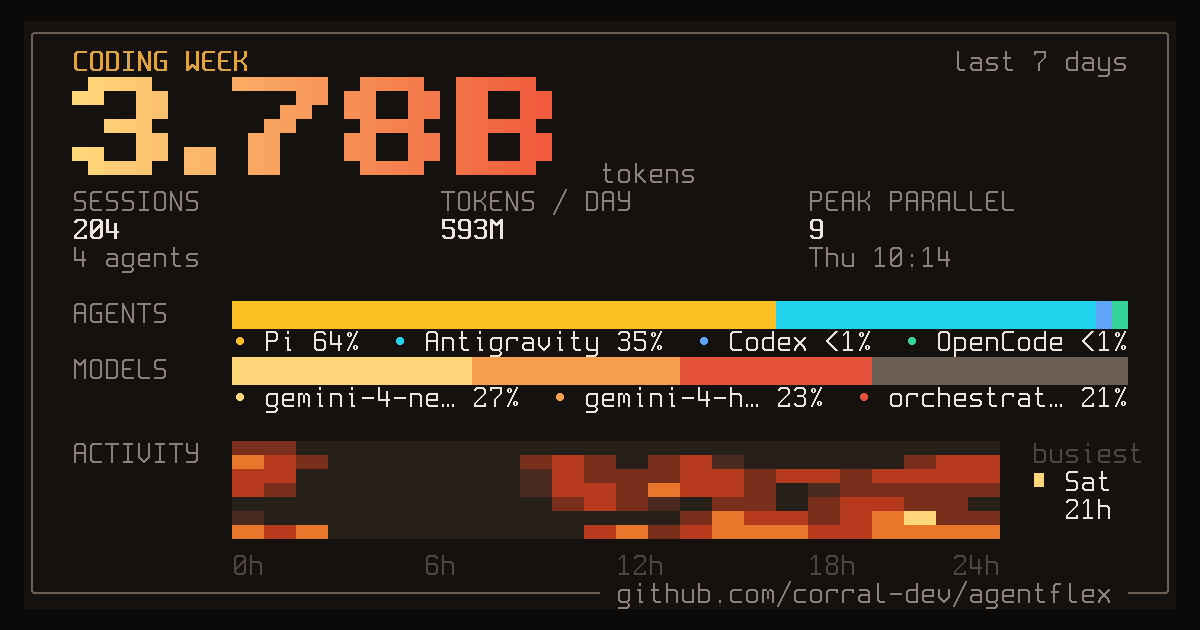 CODING WEEK last 7 days
3.78B tokens
SESSIONS TOKENS / DAY PEAK PARALLEL
204 593M 9
4 agents Thu 10:14
AGENTS
• Pi 64% • Antigravity 35% • Codex <1% • OpenCode <1%
MODELS
• gemini-4-ne… 27% • gemini-4-h… 23% • orchestrat… 21%
ACTIVITY busiest
Sat
21h
0h 6h 12h 18h 24h
github.com/corral-dev/agentflex